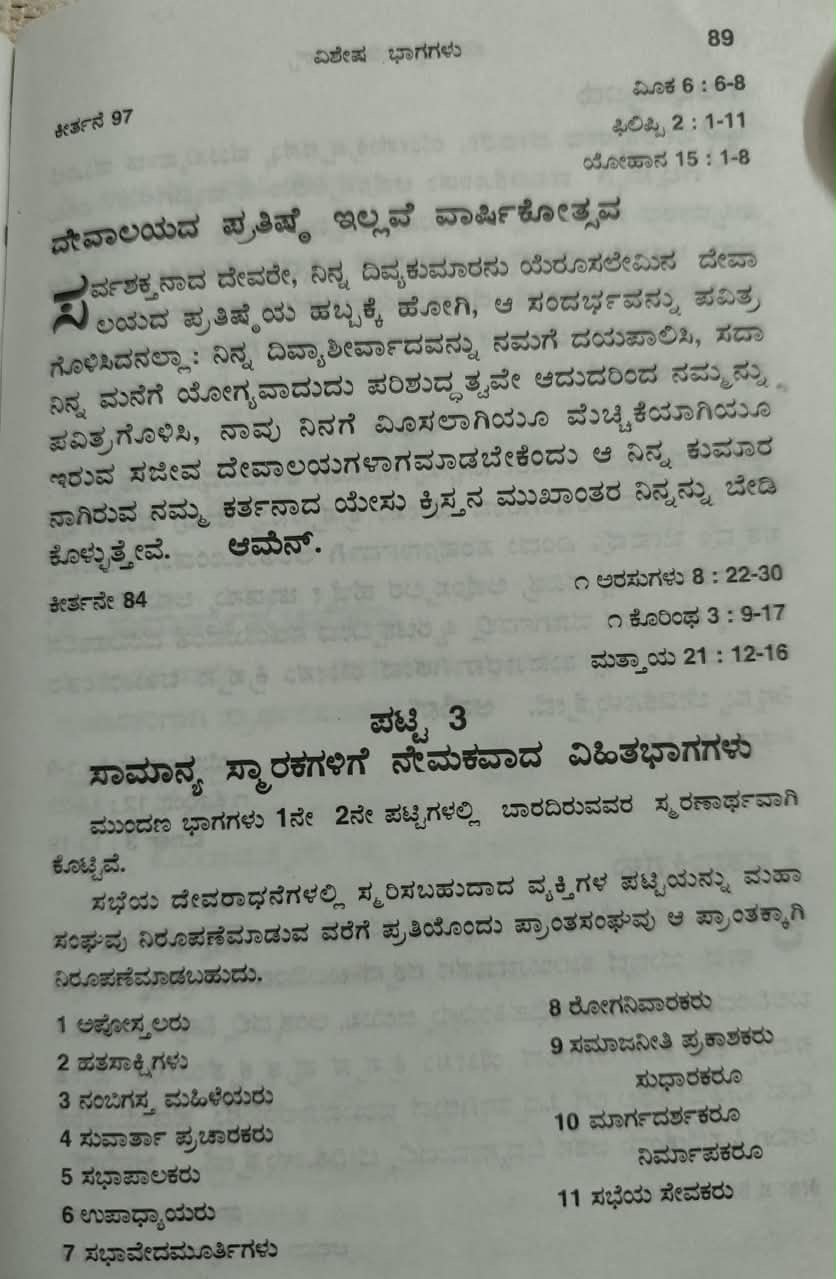 ವಿಶೇಷ ಭಾಗಗಳು 89
ಕೀರ್ತನೆ 97
ಮೀಕ 6 : 6-8
ಫಿಲಿಪ್ಪಿ 2 : 1-11
ಯೋಹಾನ 15 : 1-8
ದೇವಾಲಯದ ಪ್ರತಿಷ್ಠೆ ಇಲ್ಲವೆ ವಾರ್ಷಿಕೋತ್ಸವ
ಸರ್ವಶಕ್ತನಾದ ದೇವರೇ, ನಿನ್ನ ದಿವ್ಯಕುಮಾರನು ಯೆರೂಸಲೇಮಿನ ದೇವಾ
ಲಯದ ಪ್ರತಿಷ್ಠೆಯ ಹಬ್ಬಕ್ಕೆ ಹೋಗಿ, ಆ ಸಂದರ್ಭವನ್ನು ಪವಿತ್ರ
ಗೊಳಿಸಿದನಲ್ಲಾ : ನಿನ್ನ ದಿವ್ಯಾಶೀರ್ವಾದವನ್ನು ನಮಗೆ ದಯಪಾಲಿಸಿ, ಸದಾ
ನಿನ್ನ ಮನೆಗೆ ಯೋಗ್ಯವಾದುದು ಪರಿಶುದ್ಧತ್ವವೇ ಆದುದರಿಂದ ನಮ್ಮನ್ನು
ಪವಿತ್ರಗೊಳಿಸಿ, ನಾವು ನಿನಗೆ ಮೀಸಲಾಗಿಯೂ ಮೆಚ್ಚಿಕೆಯಾಗಿಯೂ
ಇರುವ ಸಜೀವ ದೇವಾಲಯಗಳಾಗಮಾಡಬೇಕೆಂದು ಆ ನಿನ್ನ ಕುಮಾರ
ನಾಗಿರುವ ನಮ್ಮ ಕರ್ತನಾದ ಯೇಸು ಕ್ರಿಸ್ತನ ಮುಖಾಂತರ ನಿನ್ನನ್ನು ಬೇಡಿ
ಕೊಳ್ಳುತ್ತೇವೆ. ಆಮೆನ್.
ಕೀರ್ತನೇ 84
೧ ಅರಸುಗಳು 8 : 22-30
೧ ಕೊರಿಂಥ 3 : 9-17
ಮತ್ತಾಯ 21 : 12-16
ಪಟ್ಟಿ 3
ಸಾಮಾನ್ಯ ಸ್ಮಾರಕಗಳಿಗೆ ನೇಮಕವಾದ ವಿಹಿತಭಾಗಗಳು
ಮುಂದಣ ಭಾಗಗಳು 1ನೇ 2ನೇ ಪಟ್ಟಿಗಳಲ್ಲಿ ಬಾರದಿರುವವರ ಸ್ಮರಣಾರ್ಥವಾಗಿ
ಕೊಟ್ಟಿವೆ.
ಸಭೆಯ ದೇವರಾಧನೆಗಳಲ್ಲಿ ಸ್ಮರಿಸಬಹುದಾದ ವ್ಯಕ್ತಿಗಳ ಪಟ್ಟಿಯನ್ನು ಮಹಾ
ಸಂಘವು ನಿರೂಪಣೆಮಾಡುವ ವರೆಗೆ ಪ್ರತಿಯೊಂದು ಪ್ರಾಂತಸಂಘವು ಆ ಪ್ರಾಂತಕ್ಕಾಗಿ
ನಿರೂಪಣೆಮಾಡಬಹುದು.
1 ಅಪೋಸ್ತಲರು
2 ಹತಸಾಕ್ಷಿಗಳು
3 ನಂಬಿಗಸ್ತ ಮಹಿಳೆಯರು
4 ಸುವಾರ್ತಾ ಪ್ರಚಾರಕರು
5 ಸಭಾಪಾಲಕರು
6 ಉಪಾಧ್ಯಾಯರು
7 ಸಭಾವೇದಮೂರ್ತಿಗಳು
8 ರೋಗನಿವಾರಕರು
9 ಸಮಾಜನೀತಿ ಪ್ರಕಾಶಕರು
ಸುಧಾರಕರೂ
10 ಮಾರ್ಗದರ್ಶಕರೂ
ನಿರ್ಮಾಪಕರೂ
11 ಸಭೆಯ ಸೇವಕರು